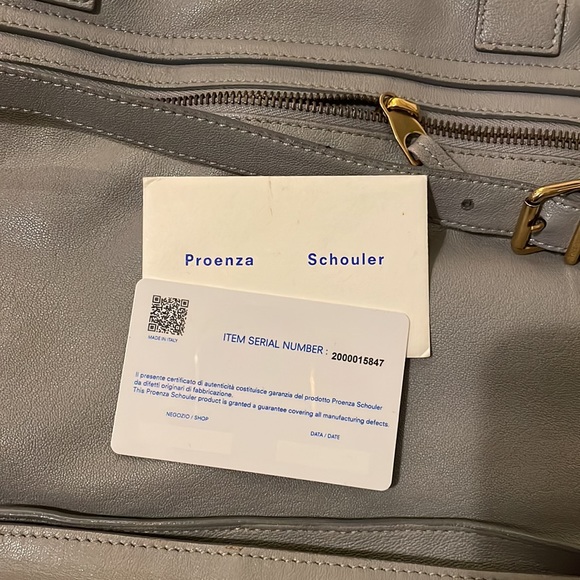 Proenza Schouler
MADE IN ITALY
ITEM SERIAL NUMBER : 2000015847
Il presente certificato di autenticità costituisce garanzia del prodotto Proenza Schouler
da difetti originari di fabbricazione.
This Proenza Schouler product is granted a guarantee covering all manufacturing defects.
NEGOZIO / SHOP
DATA / DATE